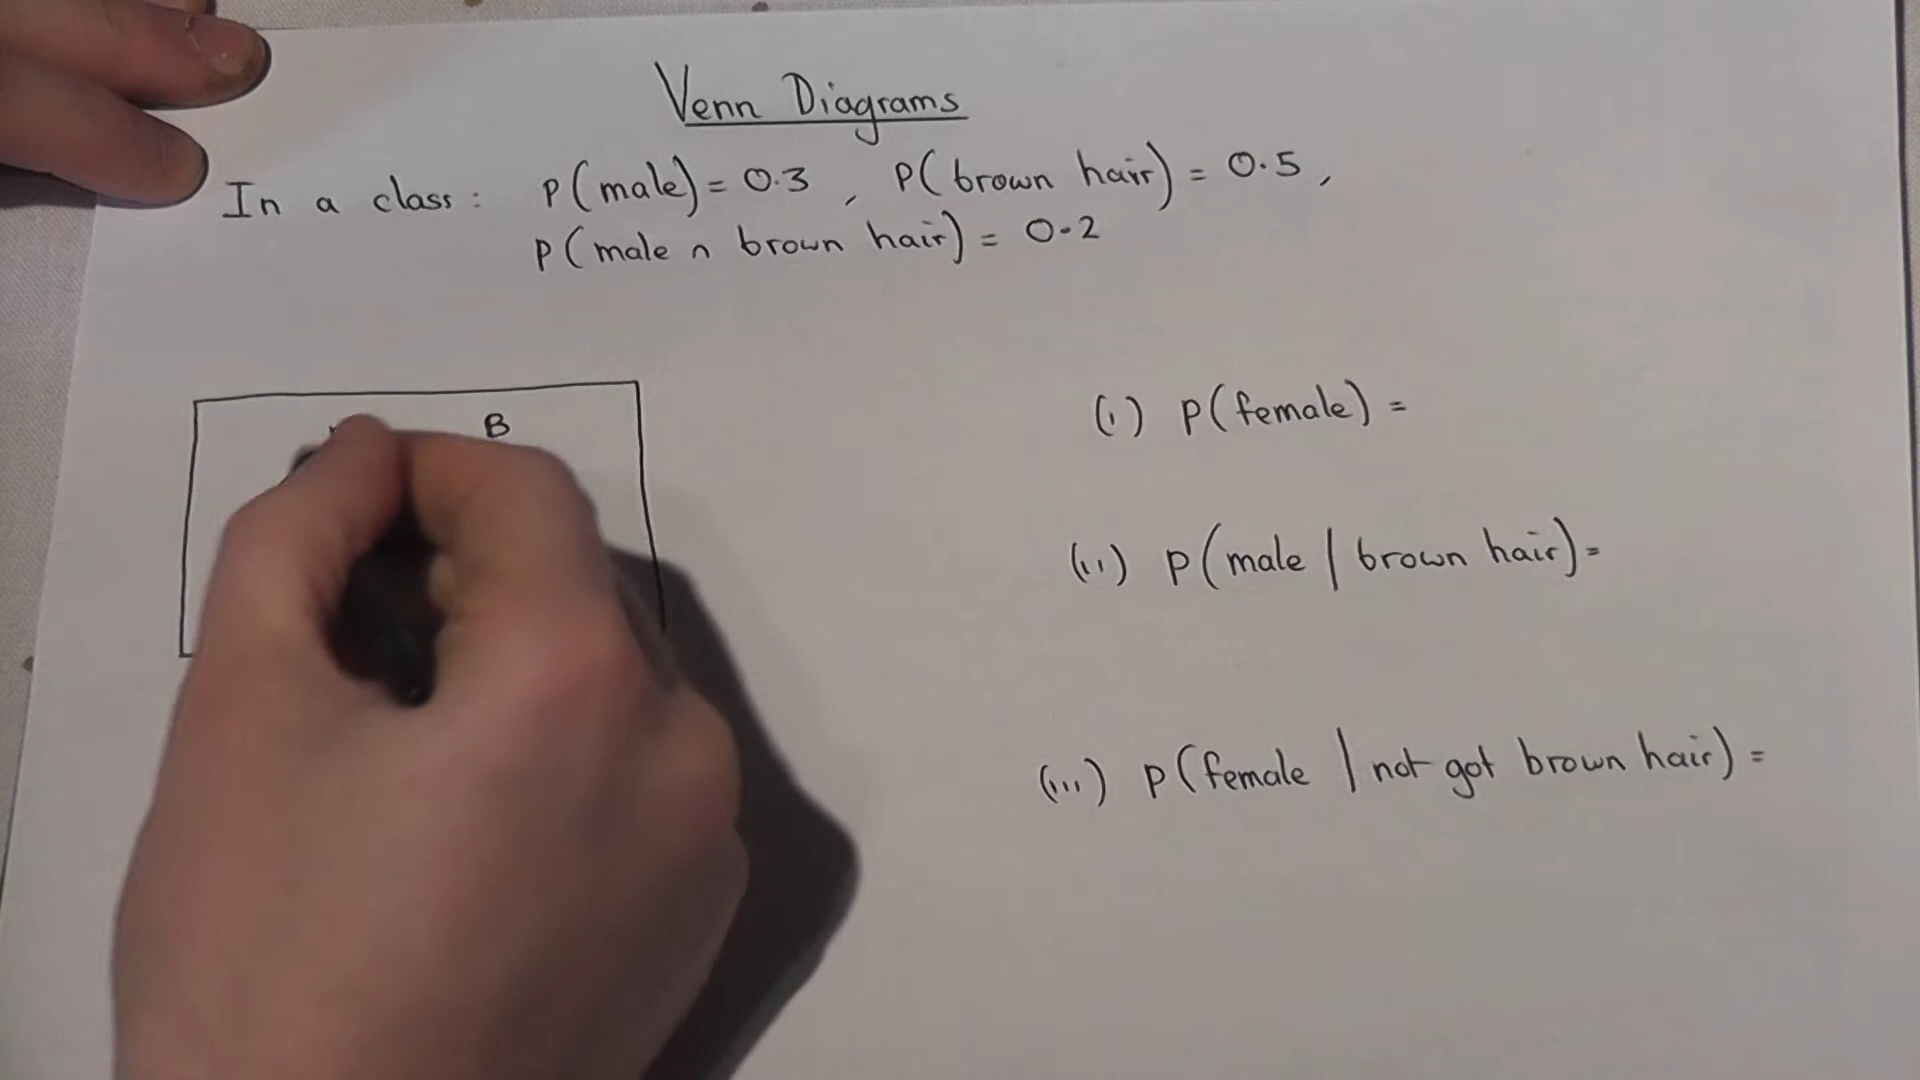 Venn Diagrams
In a class: P(male) = 0.3, P(brown hair) = 0.5,
P(male ∩ brown hair) = 0.2
B
(i) P(female) =
(ii) P(male | brown hair) =
(iii) P(female | not got brown hair) =